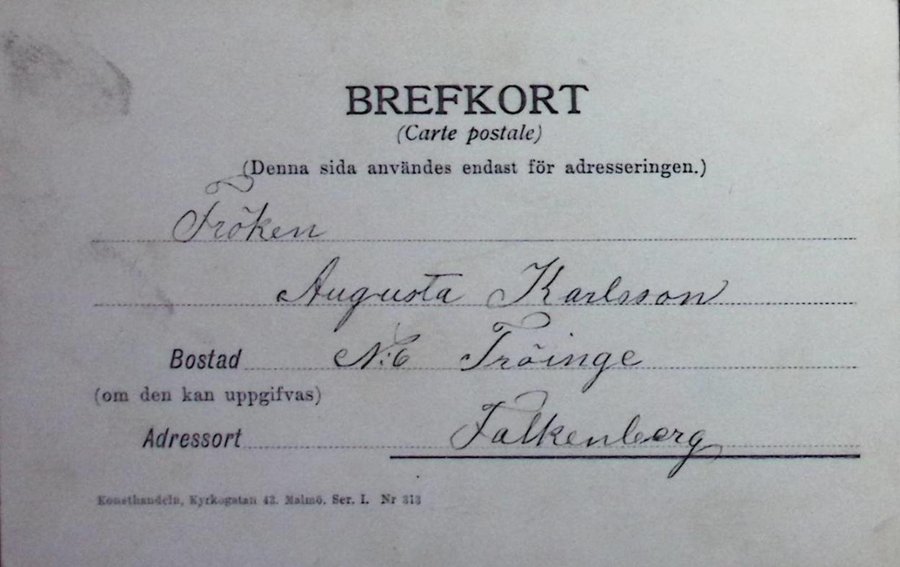 BREFKORT
(Carte postale)
(Denna sida användes endast för adresseringen.)
Fröken
Augusta Karlsson
Bostad N:6 Tröinge
(om den kan uppgifvas)
Adressort Falkenberg
Konsthandeln, Kyrkogatan 42. Malmö. Ser. I. Nr 313